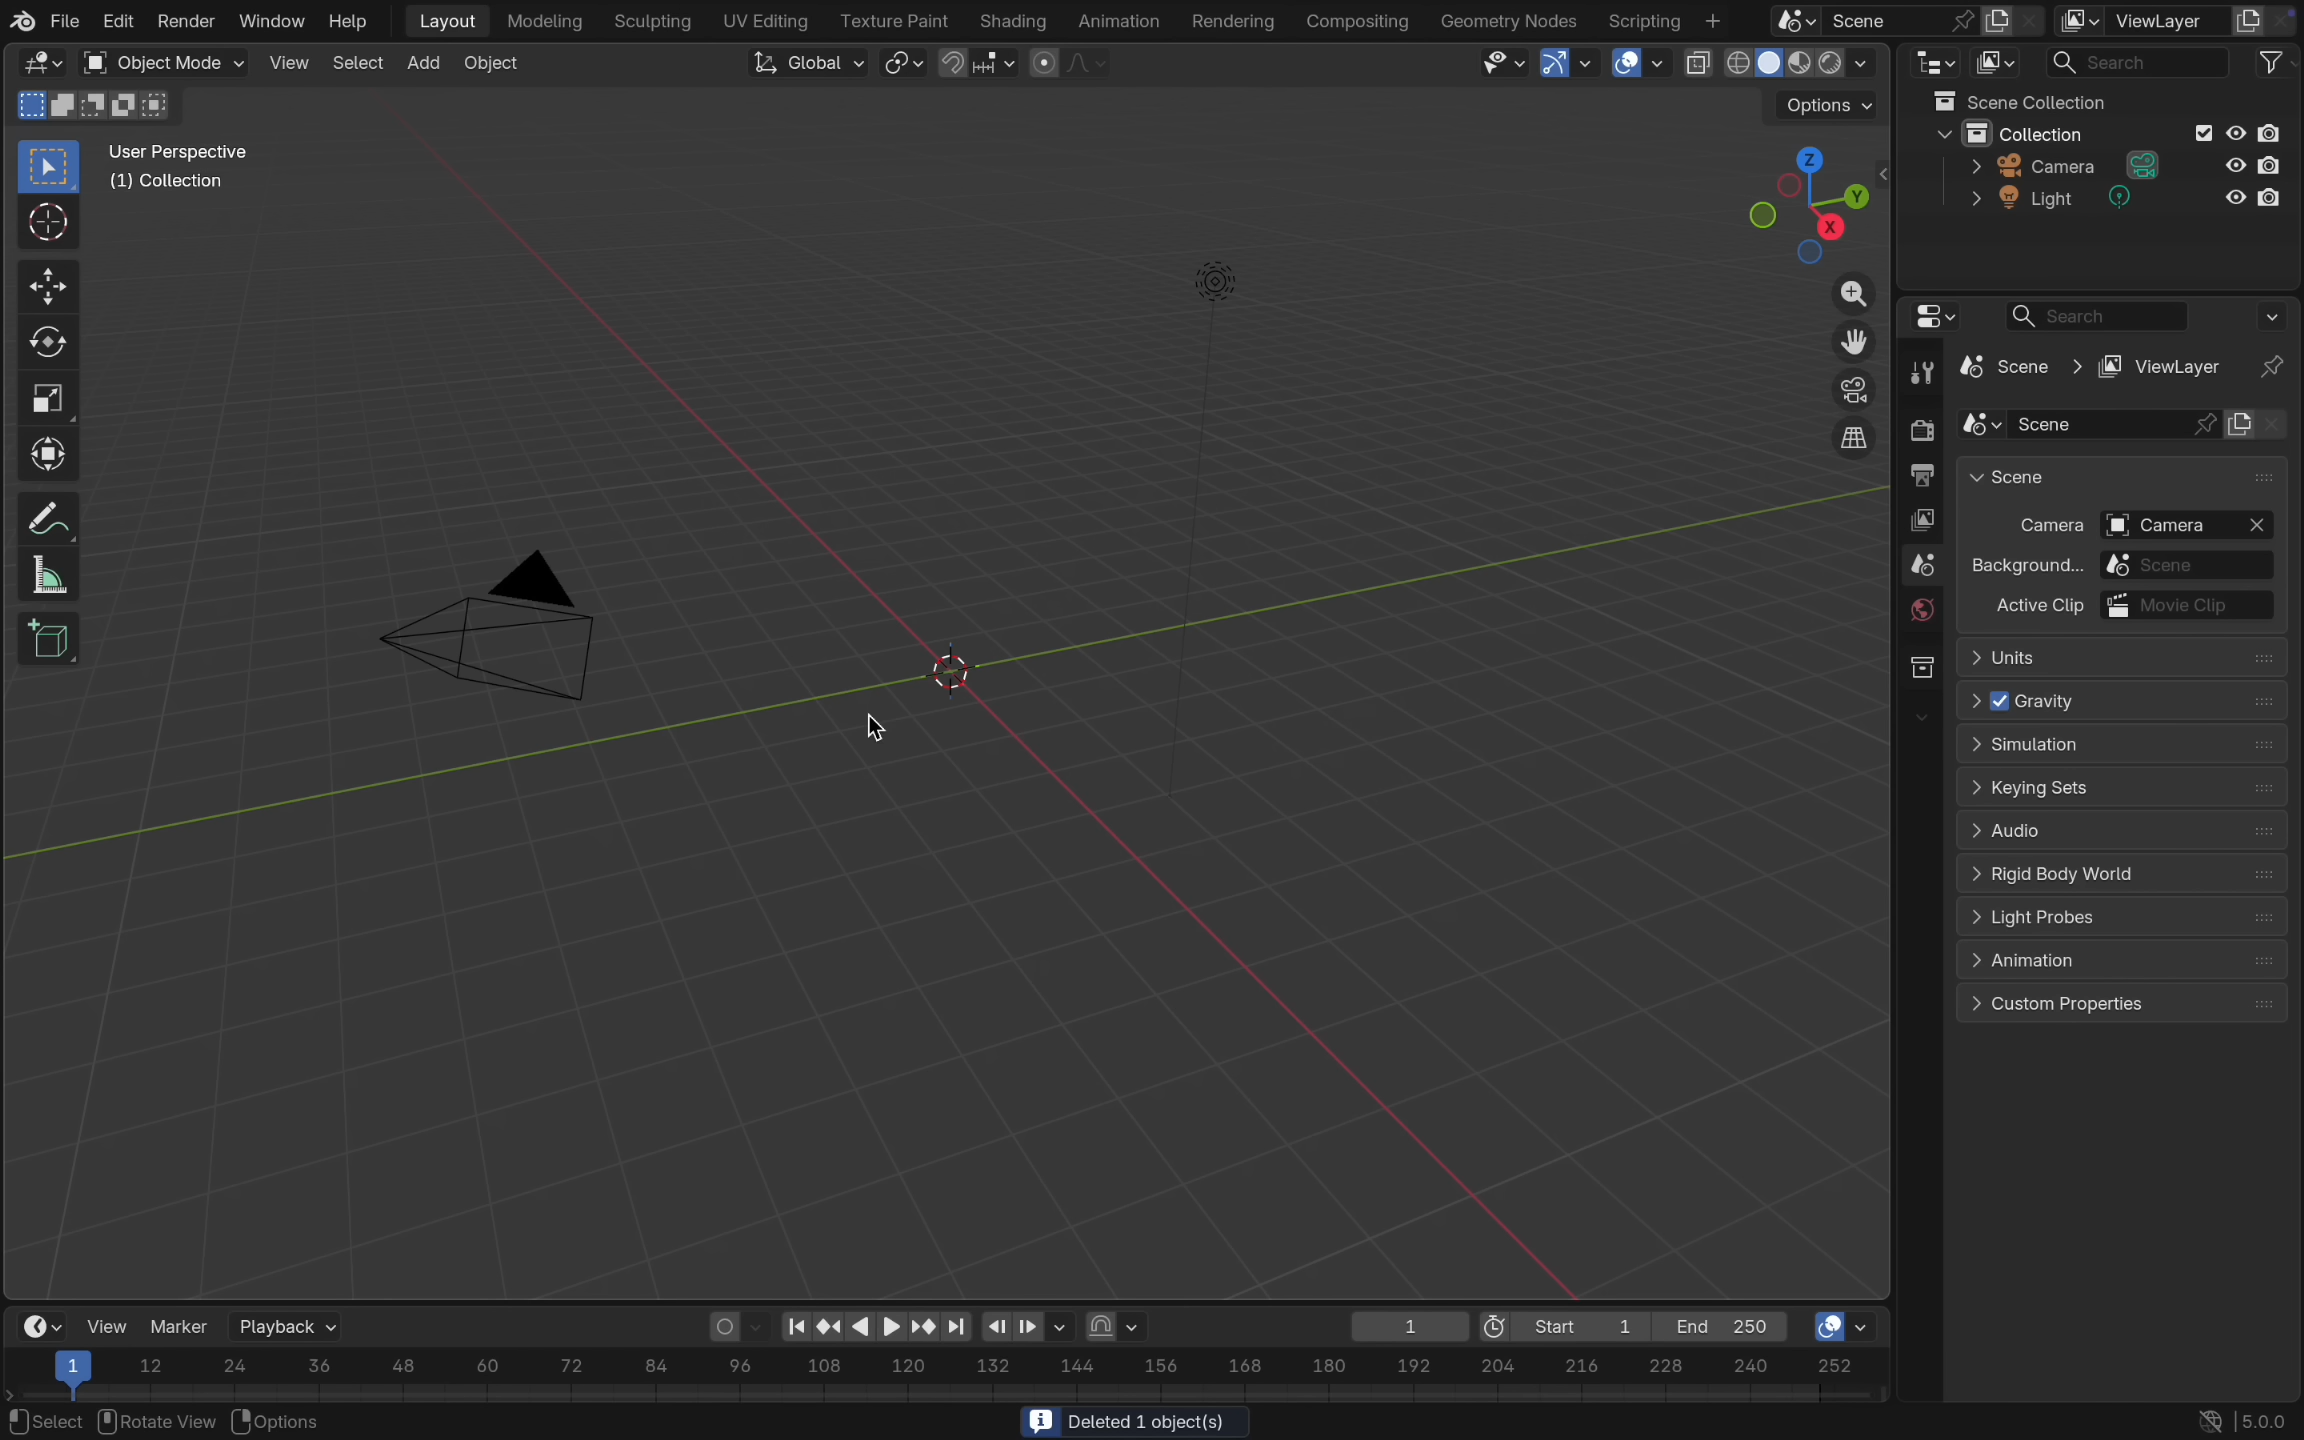 File Edit Render Window Help Layout Modeling Sculpting UV Editing Texture Paint Shading Animation Rendering Compositing Geometry Nodes Scripting Scene ViewLayer
Object Mode View Select Add Object Global Search
Options
User Perspective
(1) Collection
Z
Y
X
Scene Collection
Collection
Camera
Light
Search
Scene ViewLayer
Scene
Scene
Camera Camera
Background... Scene
Active Clip Movie Clip
Units
Gravity
Simulation
Keying Sets
Audio
Rigid Body World
Light Probes
Animation
Custom Properties
View Marker Playback 1 Start 1 End 250
1 12 24 36 48 60 72 84 96 108 120 132 144 156 168 180 192 204 216 228 240 252
Select Rotate View Options Deleted 1 object(s) 5.0.0